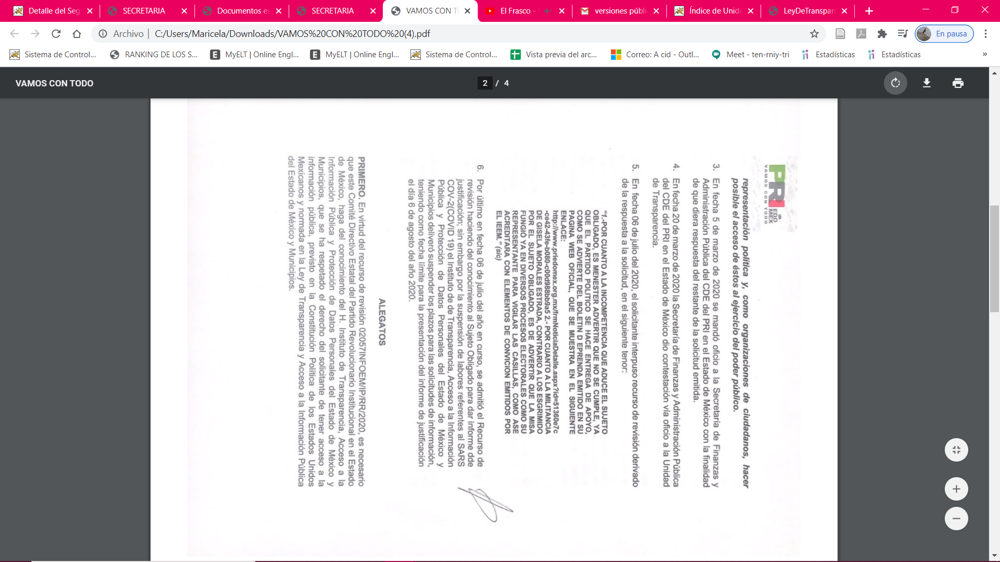 Detalle del Seg
SECRETARIA
Documentos es
SECRETARIA
VAMOS CON TO
El Frasco -
versiones públi
Índice de Unida
LeyDeTranspare
Archivo | C:/Users/Maricela/Downloads/VAMOS%20CON%20TODO%20(4).pdf
En pausa
Sistema de Control...
RANKING DE LOS S...
MyELT | Online Engl...
MyELT | Online Engl...
Sistema de Control...
Vista previa del arc...
Correo: A cid - Outl...
Meet - ten-rniy-tri
Estadísticas
Estadísticas
»
VAMOS CON TODO
2 / 4
PRI
EDO
MÉX
VAMOS CON TODO
representación política y, como organizaciones de ciudadanos, hacer
posible el acceso de éstos al ejercicio del poder público.
3. En fecha 5 de marzo de 2020 se mandó oficio a la Secretaría de Finanzas y
Administración Pública del CDE del PRI en el Estado de México con la finalidad
de que diera respuesta del restante de la solicitud emitida.
4. En fecha 20 de marzo de 2020 la Secretaría de Finanzas y Administración Pública
del CDE del PRI en el Estado de México dio contestación vía oficio a la Unidad
de Transparencia.
5. En fecha 06 de julio del 2020, el solicitante interpuso recurso de revisión derivado
de la respuesta a la solicitud, en el siguiente tenor:
“1.-POR CUANTO A LA INCOMPETENCIA QUE ADUCE EL SUJETO
OBLIGADO, ES MENESTER ADVERTIR QUE NO SE CUMPLE, YA
QUE EL PARTIDO POLITICO SE HACE ENTREGA DE APOYO,
COMO SE ADVIERTE DEL BOLETIN D EPRENDA EMITIDO EN SU
PAGINA WEB OFICIAL, QUE SE MUESTRA EN EL SIGUIENTE
ENLACE:
http://www.priedomex.org.mx/frmNoticiaDetalle.aspx?id=51360e7c
-ce42-43fe-b080-c00d988bb9a5 2.- POR CUANTO A LA MILITANCIA
DE GISELA MORALES ESTRADA, CONTRARIO A LOS ESGRIMIDO
POR EL SUJETO OBLIGADO, ES DE ADVERTIR QUE LA MISA
FUNGIÓ YA EN DIVERSOS PROCESOS ELECTORALES COMO SU
REPRESENTANTE PARA VIGILAR LAS CASILLAS, COMO ASE
ACREDITARA CON ELEMENTOS DE CONVICION EMITIDOS POR
EL IEEM.” (sic)
6. Por último en fecha 06 de julio del año en curso, se admitió el Recurso de
revisión haciendo del conocimiento al Sujeto Obligado para dar informe dde
justificación; sin embargo por la suspensión de labores referentes al SARS
COV-2(COVID 19) el Instituto de Transparencia, Acceso a la Información
Pública y Protección de Datos Personales del Estado de México y
Municipios deliveró suspender los plazos para las solicitudes de información,
teniendo como fecha límite para la presentación del informe de justificación
el día 6 de agosto del año 2020.
ALEGATOS
PRIMERO. En virtud del recurso de revisión 02057INFOEM/IP/RR/2020, es necesario
que este Comité Directivo Estatal del Partido Revolucionario Institucional en el Estado
de México, haga del conocimiento del H. Instituto de Transparencia, Acceso a la
Información Pública y Protección de Datos Personales del Estado de México y
Municipios, que se ha respetado el derecho del solicitante de tener acceso a la
información pública, previsto en la Constitución Política de los Estados Unidos
Mexicanos y normada en la Ley de Transparencia y Acceso a la Información Pública
del Estado de México y Municipios.